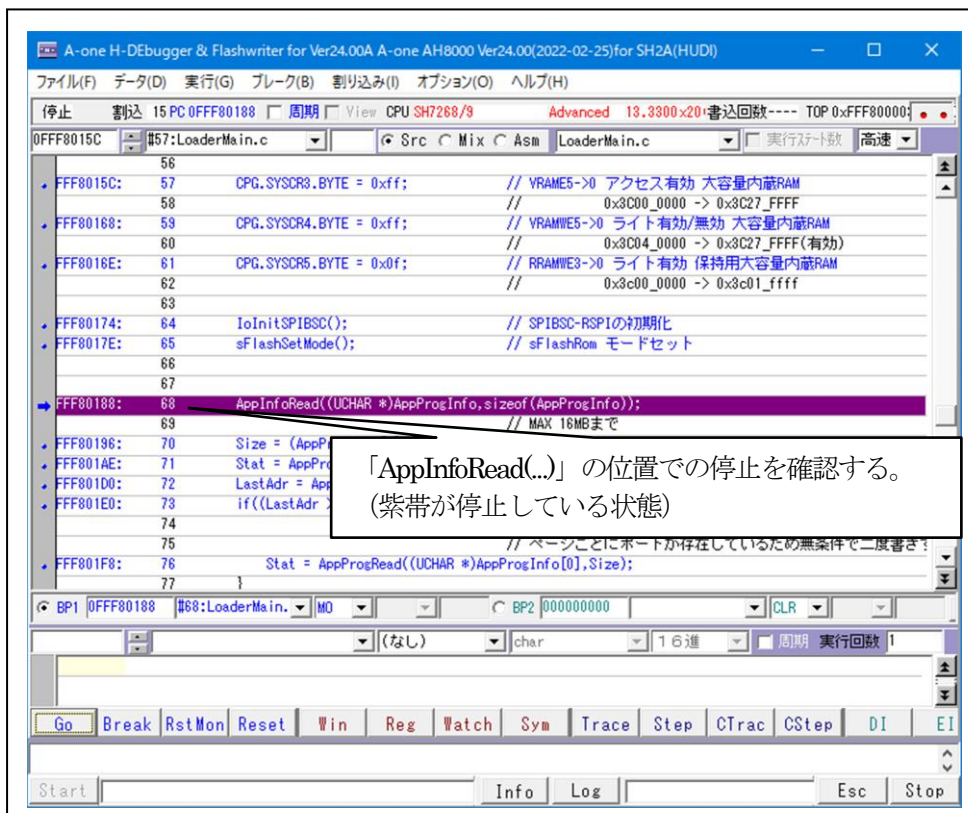 A-one H-DEbugger & Flashwriter for Ver24.00A A-one AH8000 Ver24.00(2022-02-25)for SH2A(HUDI)
ファイル(F) データ(D) 実行(G) ブレーク(B) 割り込み(I) オプション(O) ヘルプ(H)
停止 割込 15 PC 0FFF80188 周期 View CPU SH7268/9 Advanced 13.3300×20 書込回数---- TOP 0xFFF80000
0FFF8015C #57:LoaderMain.c Src Mix Asm LoaderMain.c 実行ステート数 高速
56
FFF8015C: 57 CPG.SYSCR3.BYTE = 0xff; // VRAME5->0 アクセス有効 大容量内蔵RAM
58 // 0x3C00_0000 -> 0x3C27_FFFF
FFF80168: 59 CPG.SYSCR4.BYTE = 0xff; // VRAMWE5->0 ライト有効/無効 大容量内蔵RAM
60 // 0x3C04_0000 -> 0x3C27_FFFF(有効)
FFF8016E: 61 CPG.SYSCR5.BYTE = 0x0f; // RRAMWE3->0 ライト有効 保持用大容量内蔵RAM
62 // 0x3c00_0000 -> 0x3c01_ffff
63
FFF80174: 64 IoInitSPIBSC(); // SPIBSC-RSPIの初期化
FFF8017E: 65 sFlashSetMode(); // sFlashRom モードセット
66
67
FFF80188: 68 AppInfoRead((UCHAR *)AppProgInfo,sizeof(AppProgInfo));
69 // MAX 16MBまで
FFF80196: 70 Size = (AppP
FFF801AE: 71 Stat = AppPro
FFF801D0: 72 LastAdr = App
FFF801E0: 73 if((LastAdr >
74
75 // ページごとにポートが存在しているため無条件で二度書きす
FFF801F8: 76 Stat = AppProgRead((UCHAR *)AppProgInfo[0],Size);
77 }
「AppInfoRead(...)」の位置での停止を確認する。
(紫帯が停止している状態)
BP1 0FFF80188 #68:LoaderMain. MO BP2 000000000 CLR
(なし) char 16進 周期 実行回数 1
Go Break RstMon Reset Win Reg Watch Sym Trace Step CTrac CStep DI EI
Start Info Log Esc Stop